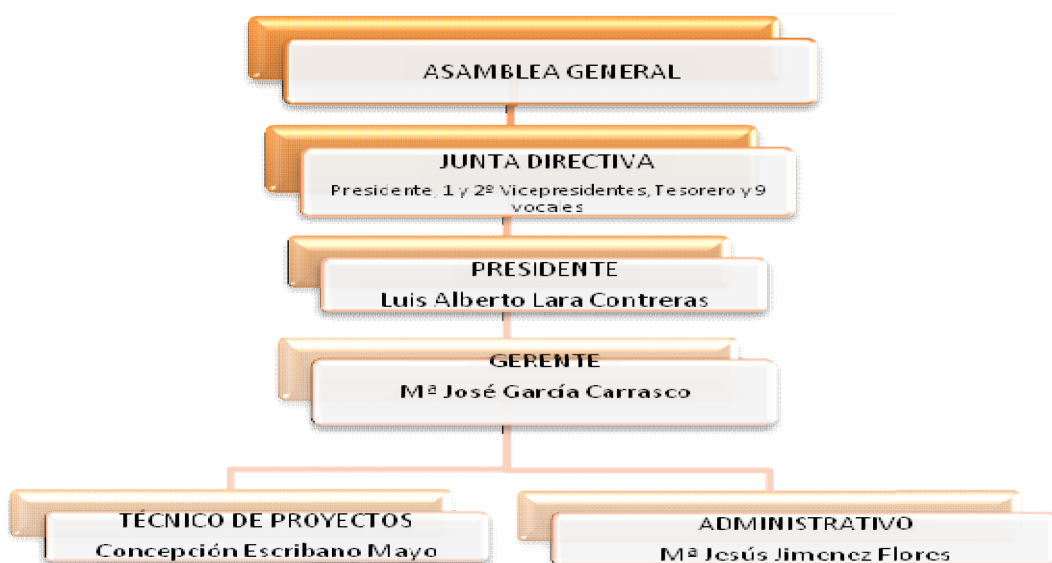 ASAMBLEA GENERAL
JUNTA DIRECTIVA
Presidente, 1 y 2º Vicepresidentes, Tesorero y 9
vocales
PRESIDENTE
Luis Alberto Lara Contreras
GERENTE
Mª José García Carrasco
TÉCNICO DE PROYECTOS
Concepción Escribano Mayo
ADMINISTRATIVO
Mª Jesús Jimenez Flores